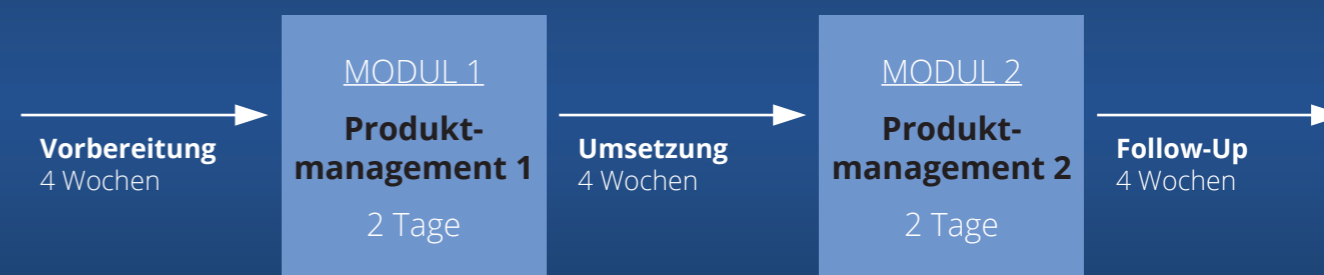 Vorbereitung
4 Wochen
MODUL 1
Produkt-
management 1
2 Tage
Umsetzung
4 Wochen
MODUL 2
Produkt-
management 2
2 Tage
Follow-Up
4 Wochen